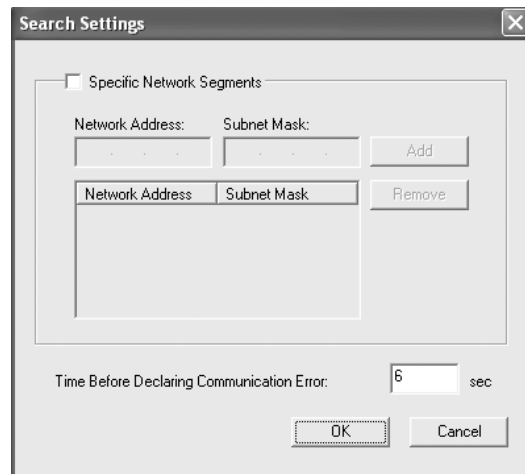 Search Settings
Specific Network Segments
Network Address: Subnet Mask:
Add
Network Address Subnet Mask
Remove
Time Before Declaring Communication Error: 6 sec
OK Cancel